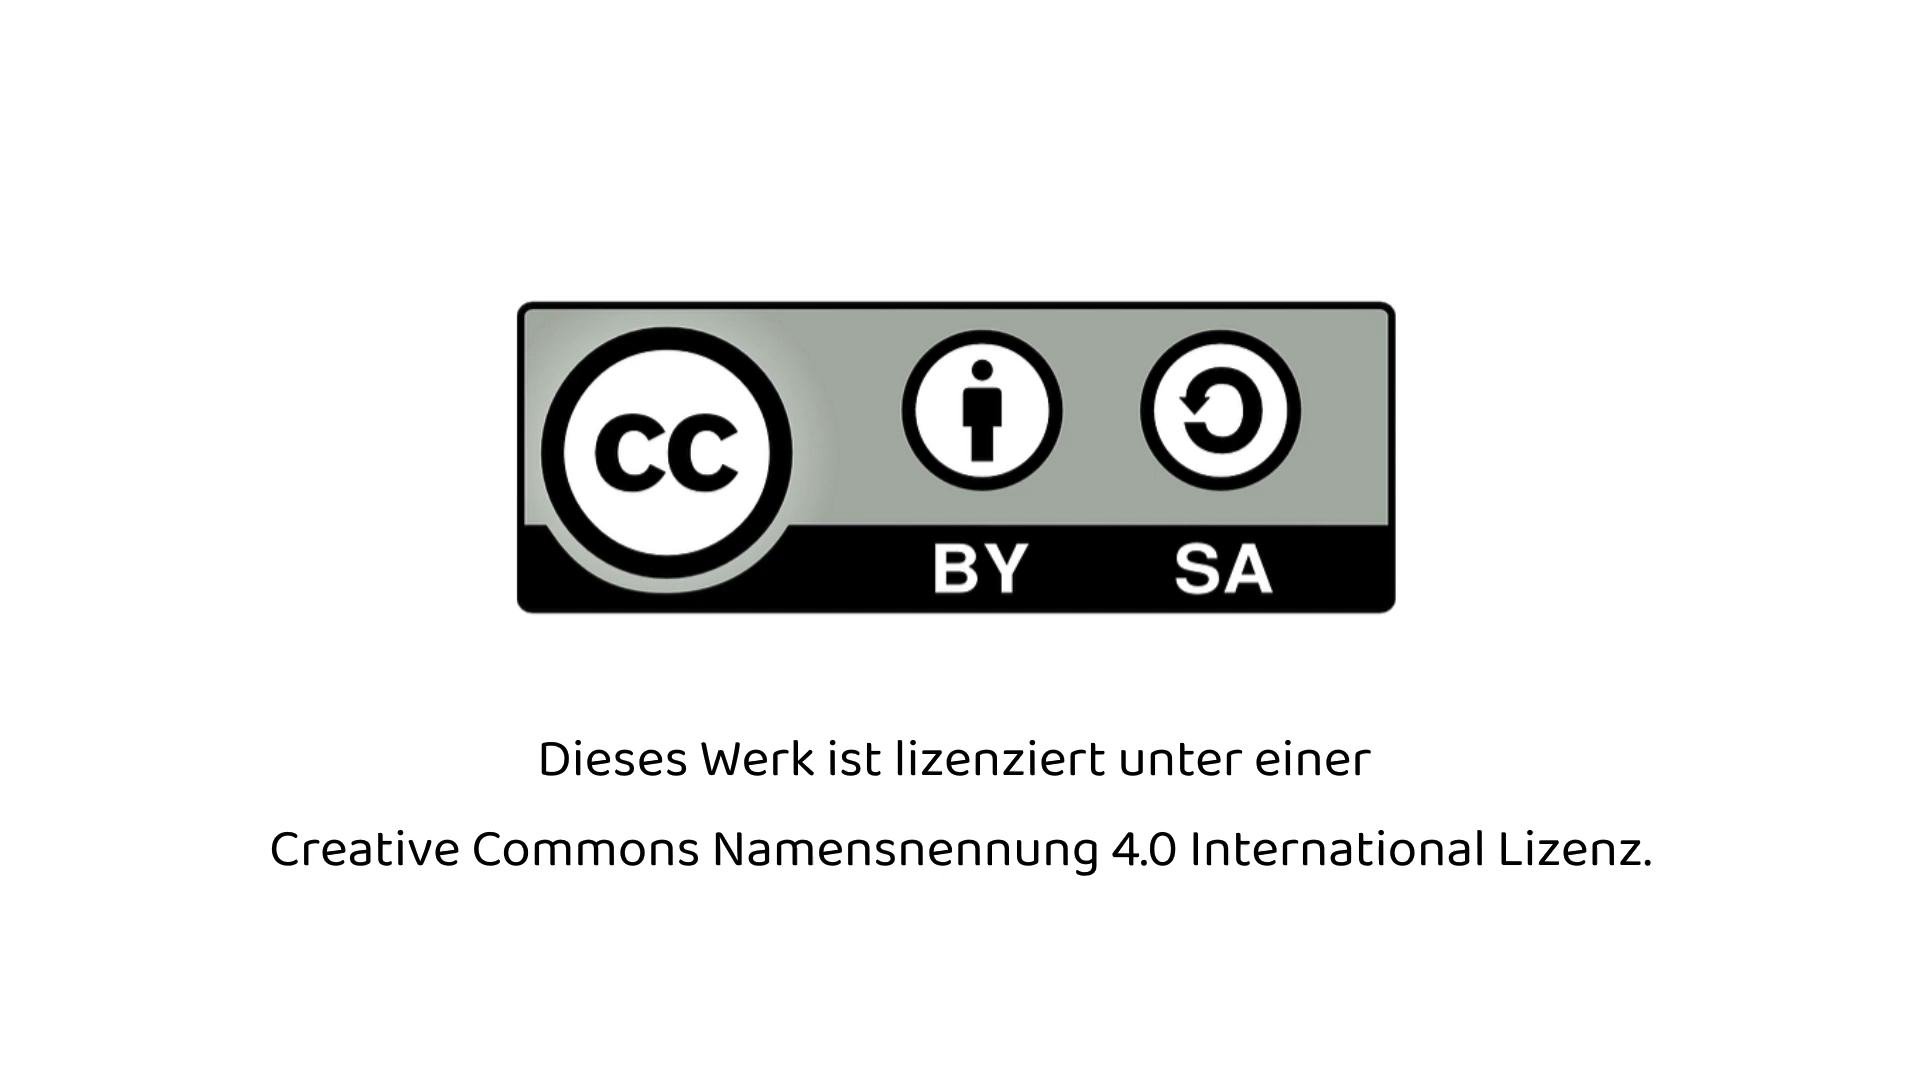 cc
BY SA
Dieses Werk ist lizenziert unter einer
Creative Commons Namensnennung 4.0 International Lizenz.